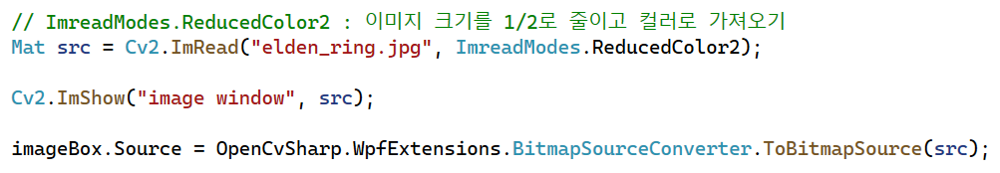 // ImreadModes.ReducedColor2 : 이미지 크기를 1/2로 줄이고 컬러로 가져오기
Mat src = Cv2.ImRead("elden_ring.jpg", ImreadModes.ReducedColor2);
Cv2.ImShow("image window", src);
imageBox.Source = OpenCvSharp.WpfExtensions.BitmapSourceConverter.ToBitmapSource(src);